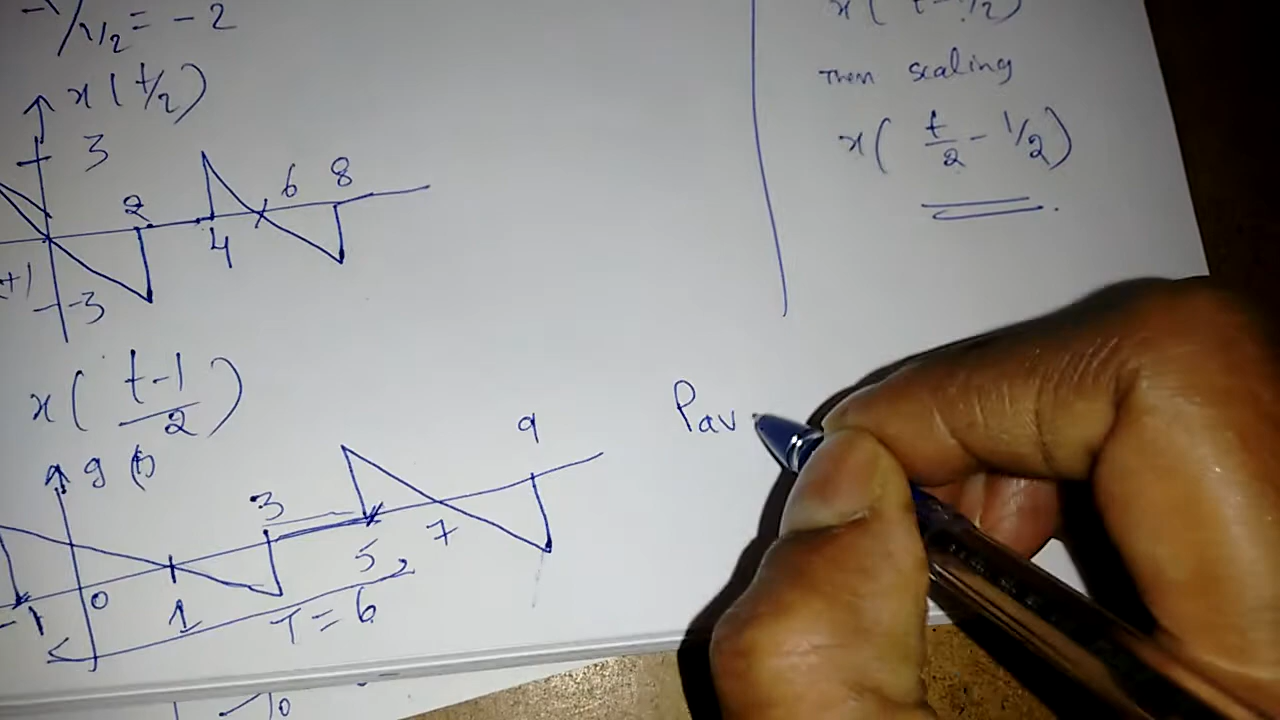 -1/1/2 = -2
x(t/2)
3
2
6
8
4
+1
-3
x( t-1/2 )
g(t)
9
3
7
5
-1
0
1
T = 6
x( t-1/2 )
Then scaling
x( t/2 - 1/2 )
Pav